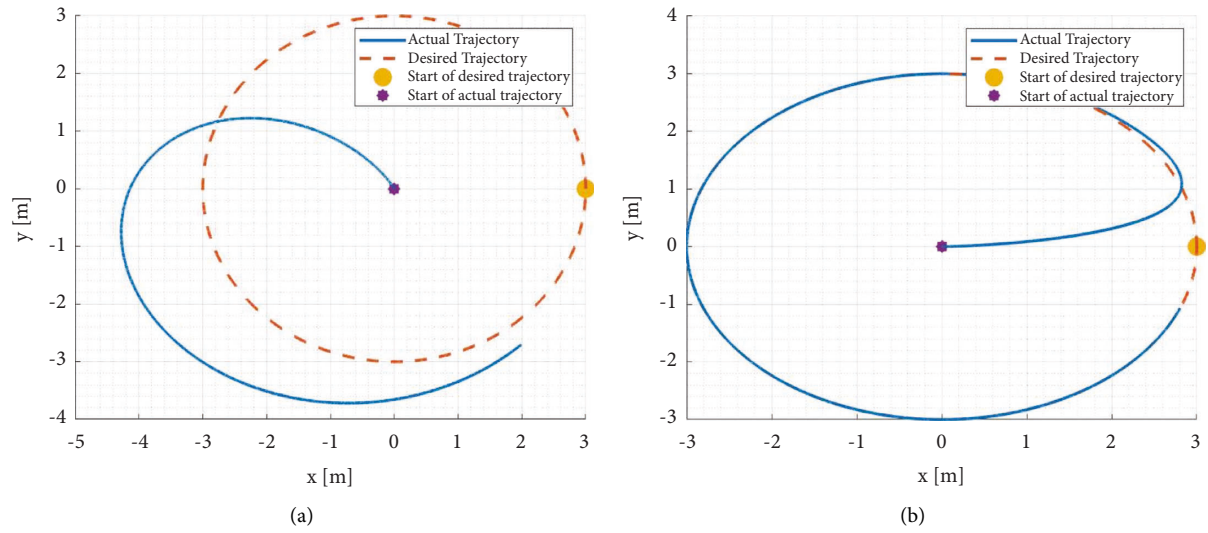 3
2
1
0
-1
-2
-3
-4
y [m]
-5
-4
-3
-2
-1
0
1
2
3
x [m]
Actual Trajectory
Desired Trajectory
Start of desired trajectory
Start of actual trajectory
(a)
4
3
2
1
0
-1
-2
-3
y [m]
-3
-2
-1
0
1
2
3
x [m]
Actual Trajectory
Desired Trajectory
Start of desired trajectory
Start of actual trajectory
(b)